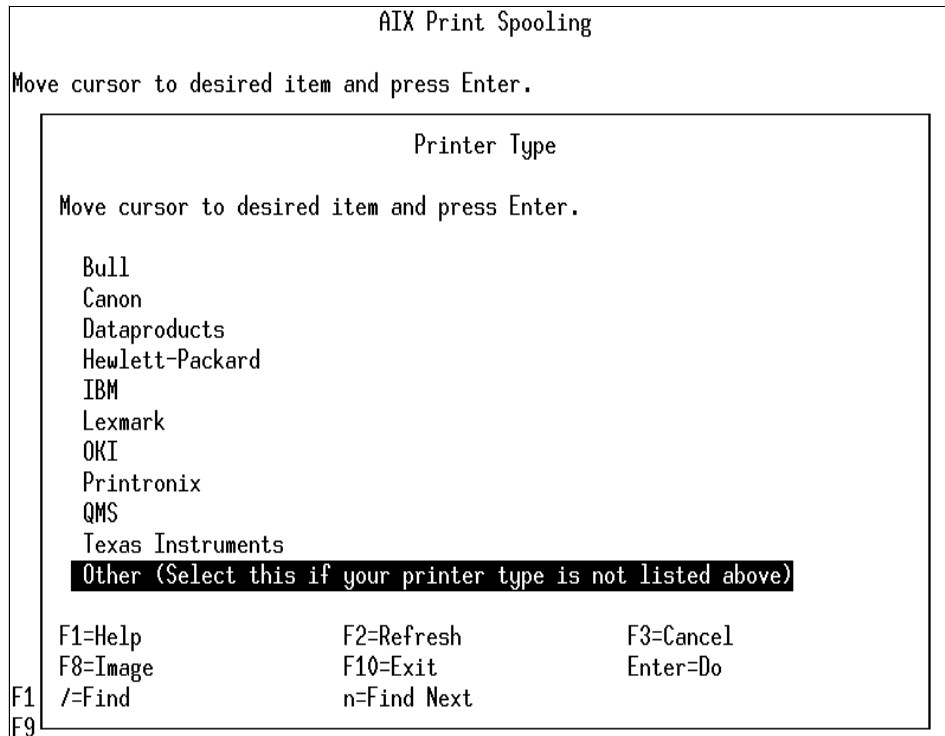 AIX Print Spooling
Move cursor to desired item and press Enter.
Printer Type
Move cursor to desired item and press Enter.
Bull
Canon
Dataproducts
Hewlett-Packard
IBM
Lexmark
OKI
Printronix
QMS
Texas Instruments
Other (Select this if your printer type is not listed above)
F1=Help F2=Refresh F3=Cancel
F8=Image F10=Exit Enter=Do
F1 /=Find n=Find Next
F9